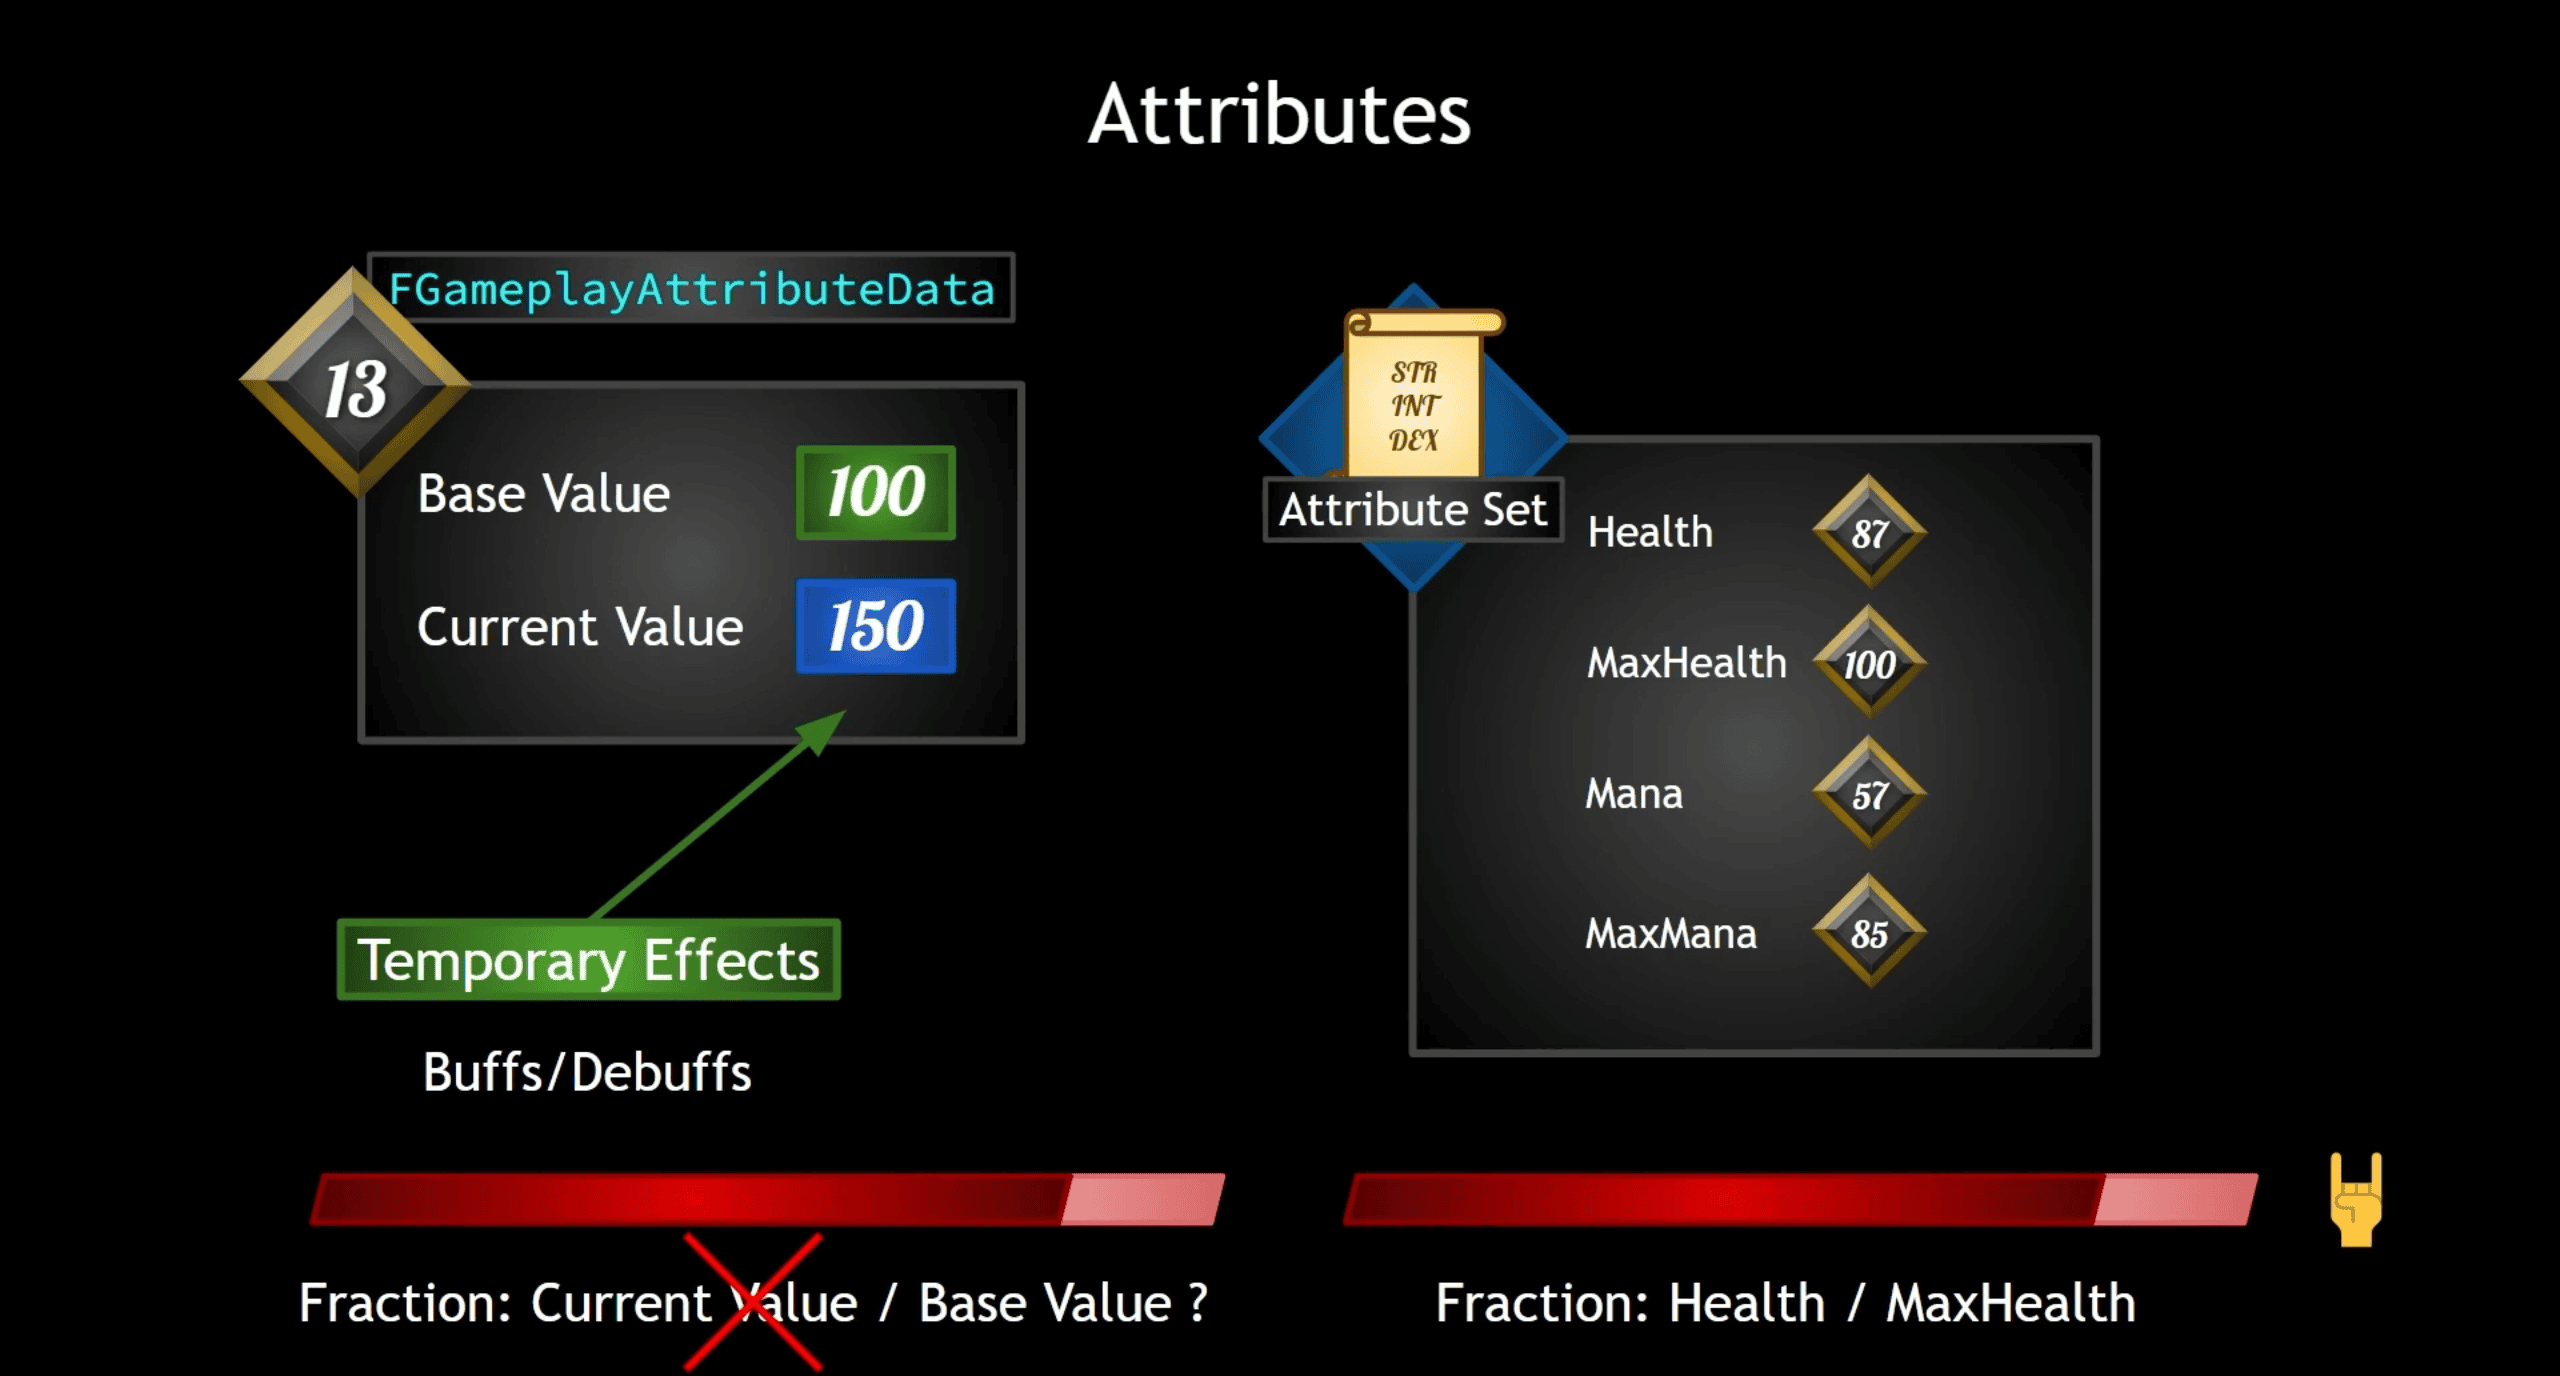 Attributes
FGameplayAttributeData
13
Base Value 100
Current Value 150
Temporary Effects
Buffs/Debuffs
Fraction: Current Value / Base Value ?
STR
INT
DEX
Attribute Set
Health 87
MaxHealth 100
Mana 57
MaxMana 85
Fraction: Health / MaxHealth